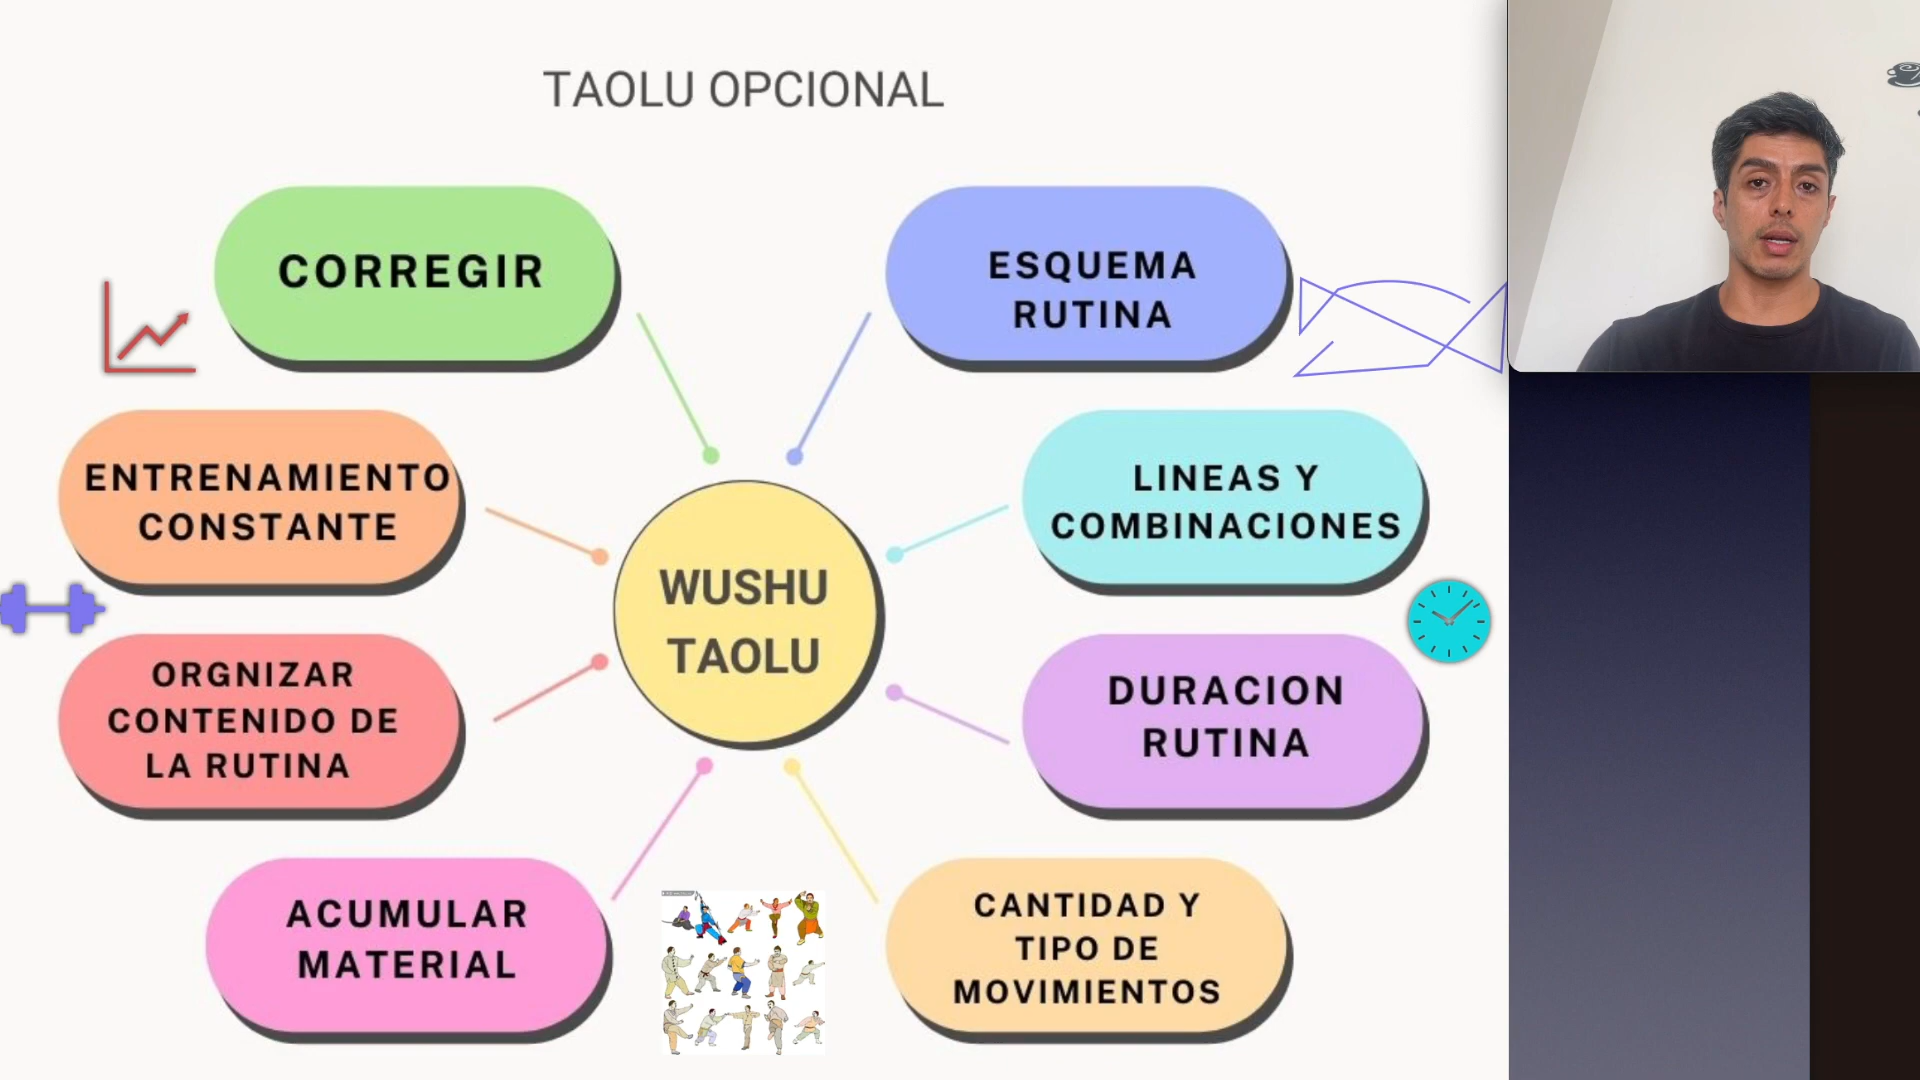 TAOLU OPCIONAL
CORREGIR
ESQUEMA
RUTINA
ENTRENAMIENTO
CONSTANTE
LINEAS Y
COMBINACIONES
WUSHU
TAOLU
ORGNIZAR
CONTENIDO DE
LA RUTINA
DURACION
RUTINA
ACUMULAR
MATERIAL
CANTIDAD Y
TIPO DE
MOVIMIENTOS